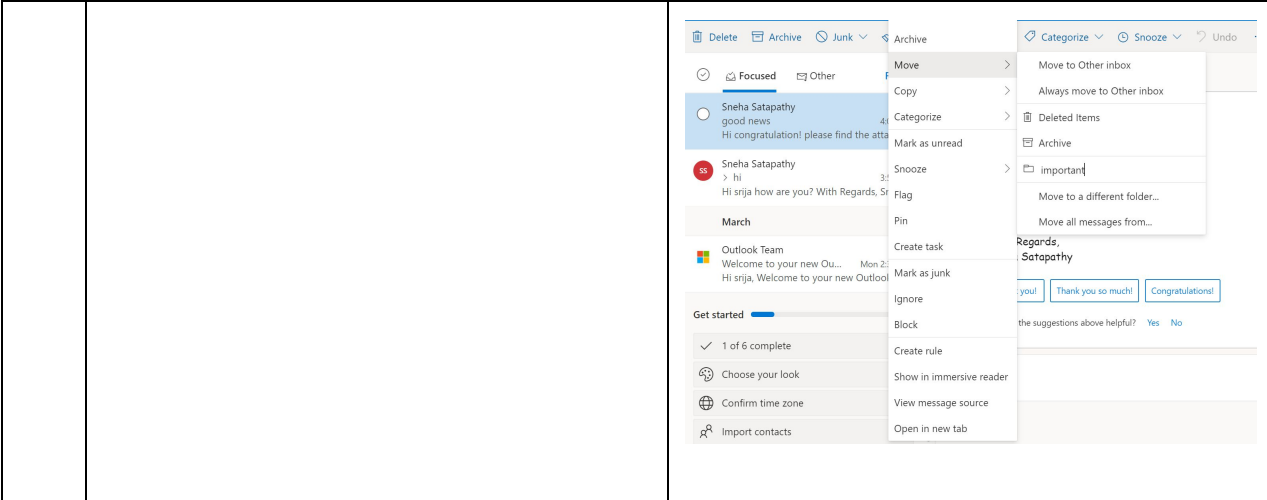 Delete Archive Junk
Categorize Snooze Undo
Focused Other
Sneha Satapathy
good news
Hi congratulation! please find the atta
SS
Sneha Satapathy
> hi
Hi srija how are you? With Regards,
March
Outlook Team
Welcome to your new Ou... Mon 2:
Hi srija, Welcome to your new Outlool
Get started
1 of 6 complete
Choose your look
Confirm time zone
Import contacts
Archive
Move
Copy
Categorize
Mark as unread
Snooze
Flag
Pin
Create task
Mark as junk
Ignore
Block
Create rule
Show in immersive reader
View message source
Open in new tab
Move to Other inbox
Always move to Other inbox
Deleted Items
Archive
important
Move to a different folder...
Move all messages from...
Regards,
Satapathy
you! Thank you so much! Congratulations!
the suggestions above helpful? Yes No